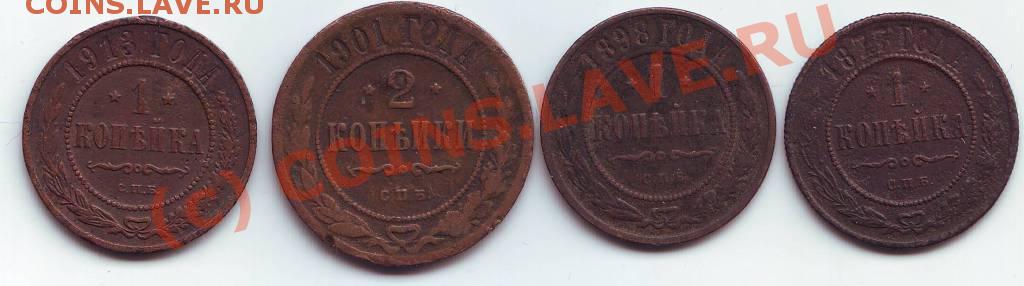 COINS.LAVE.RU
1913 ГОДА
* 1 *
КОПѢЙКА
С.П.Б.
1901 ГОДА
* 2 *
КОПѢЙКИ
С.П.Б.
1898 ГОДА
КОПѢЙКА
С.П.Б.
ГОДА
* 1 *
КОПѢЙКА
С.П.Б.
(c) COINS.LAVE.RU